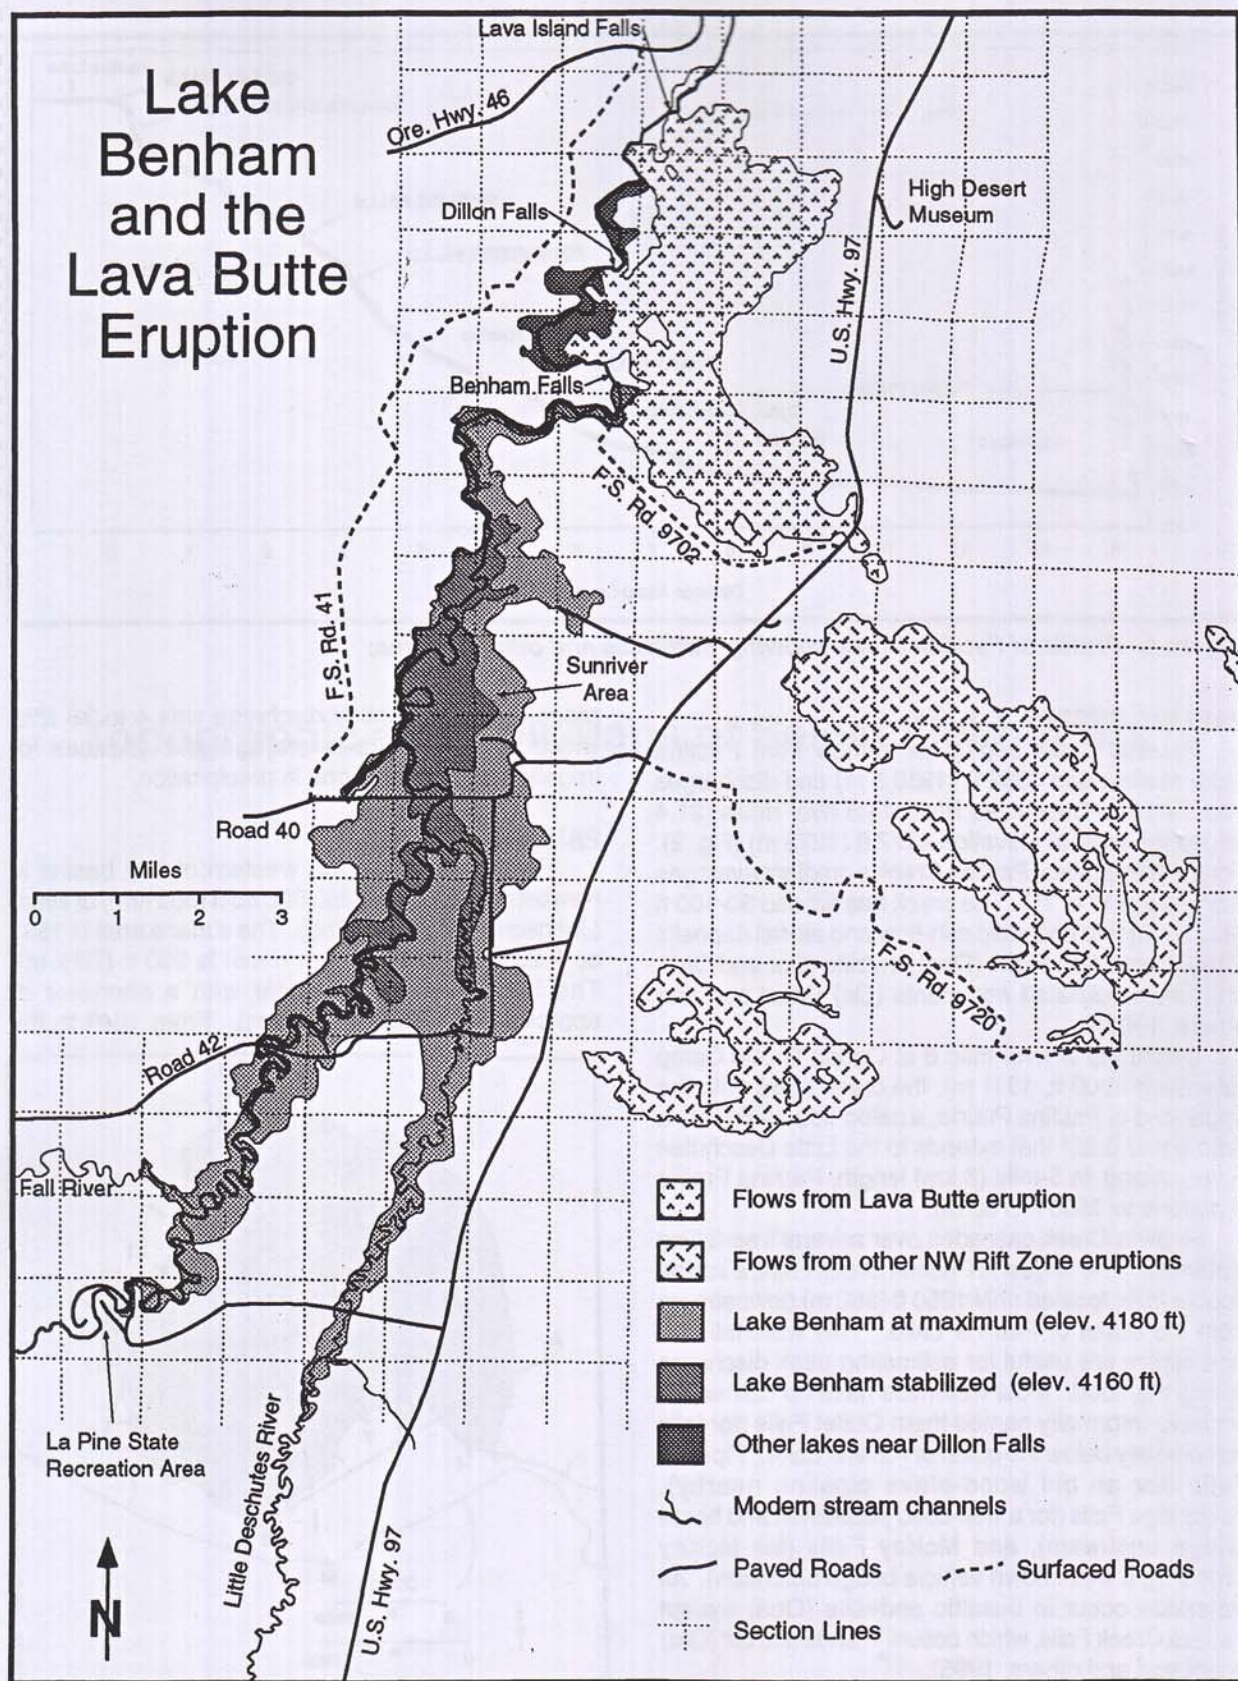 Lake
Benham
and the
Lava Butte
Eruption
Lava Island Falls
Ore. Hwy. 46
High Desert
Museum
Dillon Falls
U.S. Hwy. 97
Benham Falls
F.S. Rd. 9702
F.S. Rd. 41
Sunriver
Area
Road 40
Miles
0 1 2 3
F.S. Rd. 9720
Road 42
Fall River
La Pine State
Recreation Area
Little Deschutes River
U.S. Hwy. 97
N
Flows from Lava Butte eruption
Flows from other NW Rift Zone eruptions
Lake Benham at maximum (elev. 4180 ft)
Lake Benham stabilized (elev. 4160 ft)
Other lakes near Dillon Falls
Modern stream channels
Paved Roads
Surfaced Roads
Section Lines